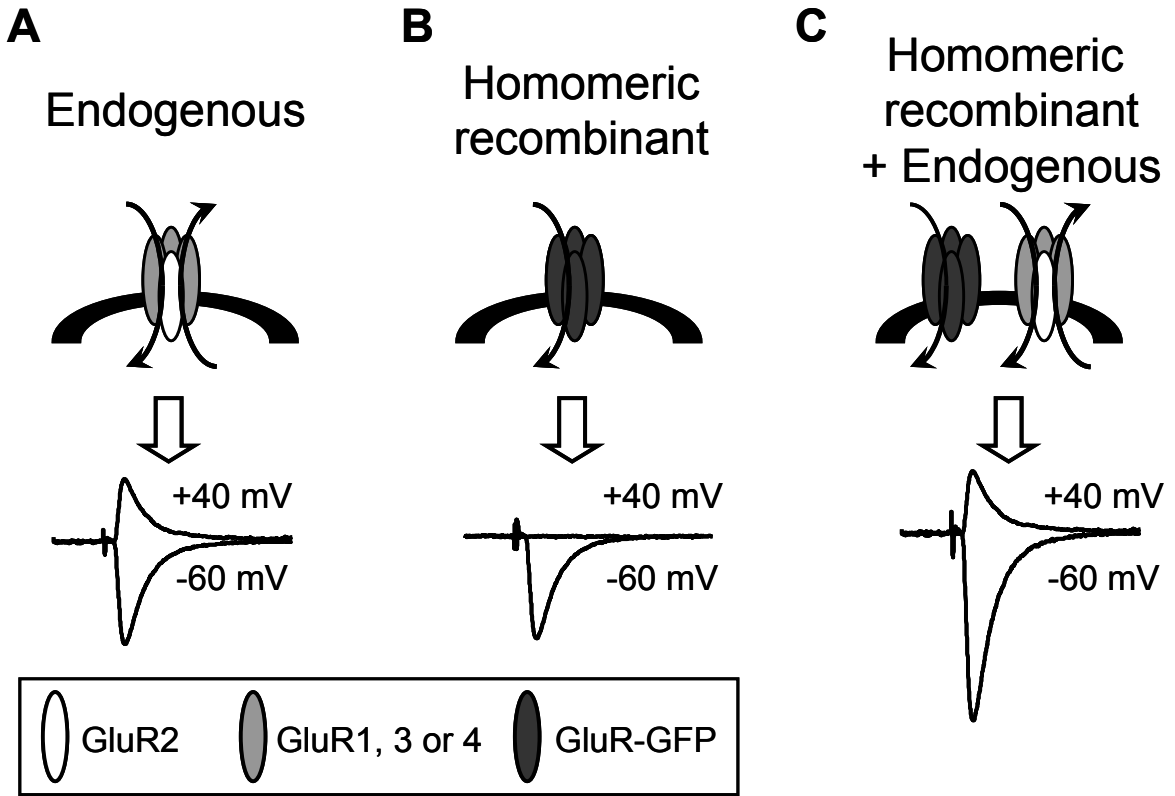 A
Endogenous
+40 mV
-60 mV
B
Homomeric
recombinant
+40 mV
-60 mV
C
Homomeric
recombinant
+ Endogenous
+40 mV
-60 mV
GluR2
GluR1, 3 or 4
GluR-GFP